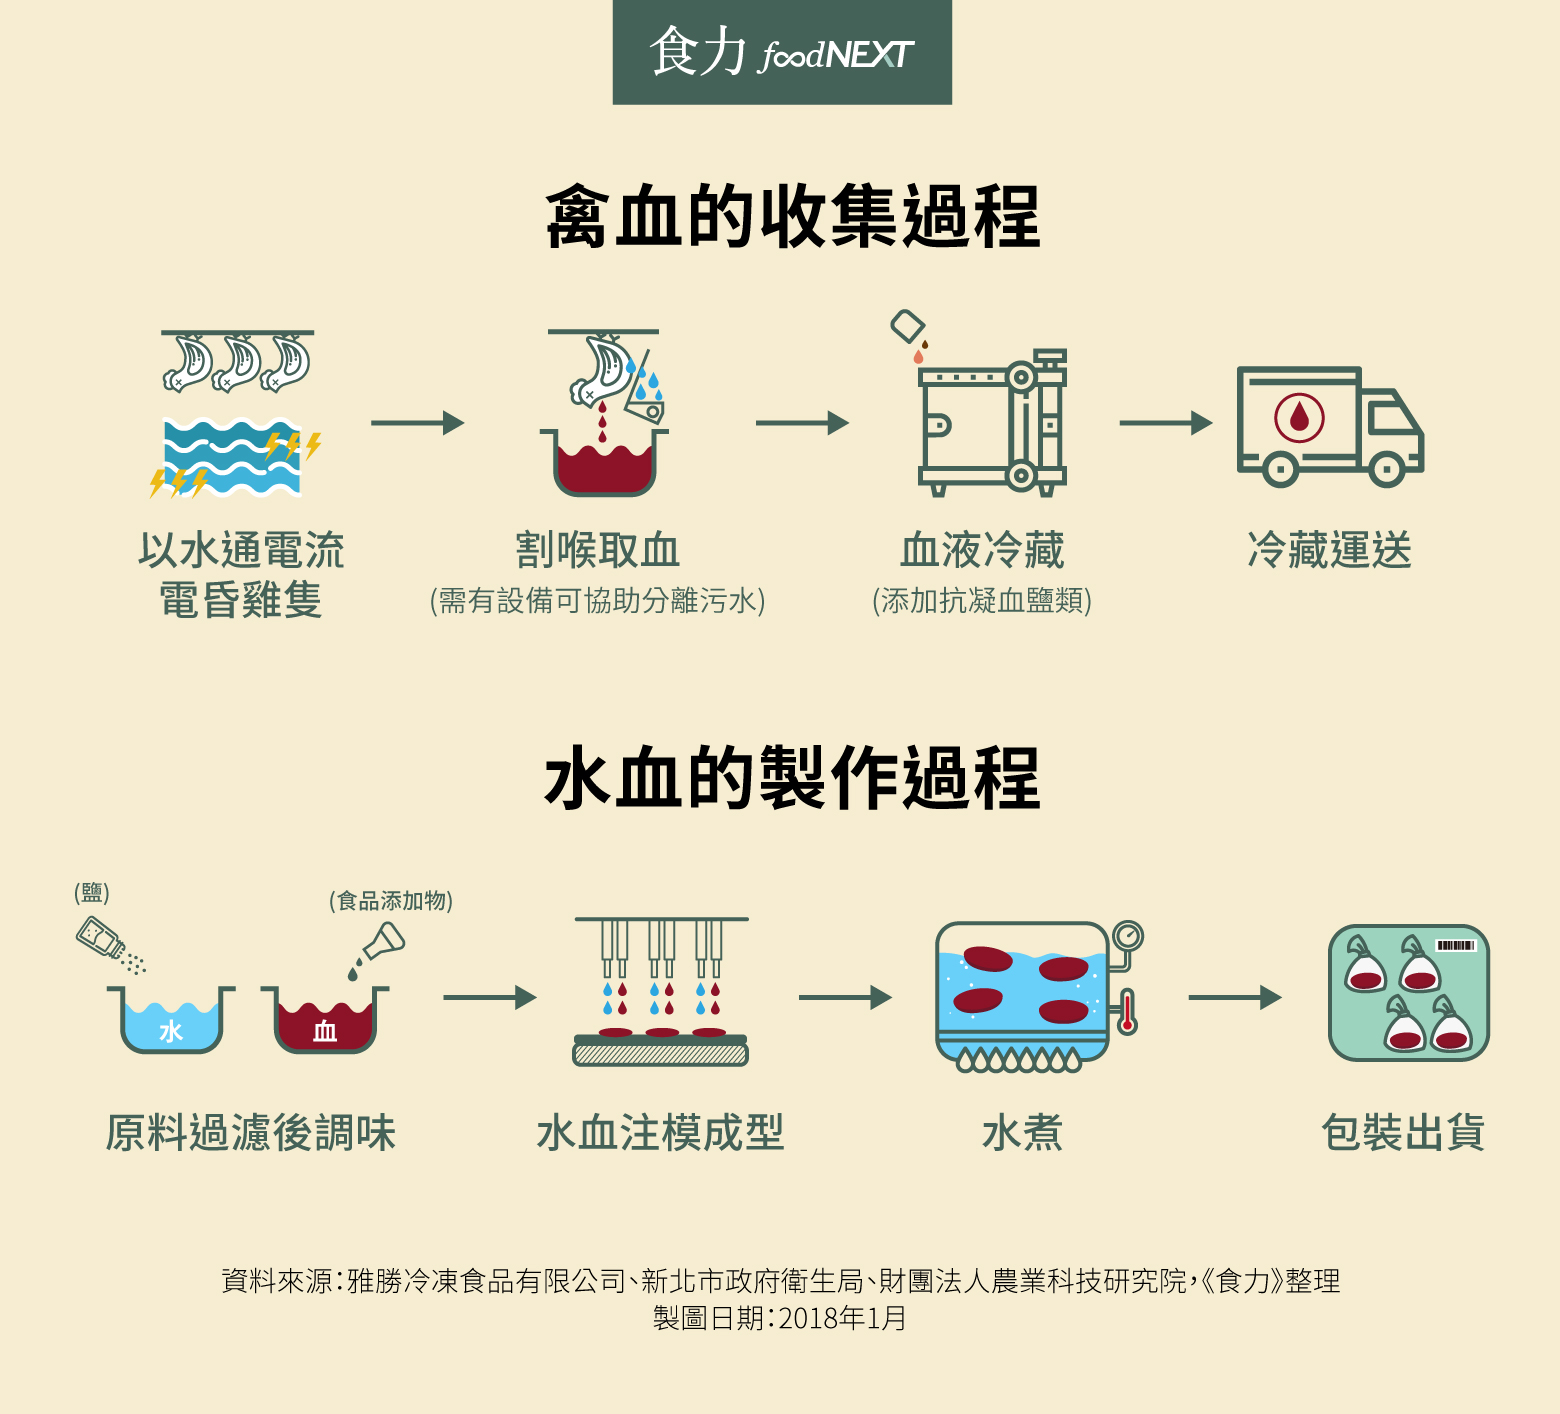 食力 foodNEXT
禽血的收集過程
以水通電流
電昏雞隻
割喉取血
(需有設備可協助分離污水)
血液冷藏
(添加抗凝血鹽類)
冷藏運送
水血的製作過程
(鹽)
(食品添加物)
水
血
原料過濾後調味
水血注模成型
水煮
包裝出貨
資料來源：雅勝冷凍食品有限公司、新北市政府衛生局、財團法人農業科技研究院，《食力》整理
製圖日期：2018年1月